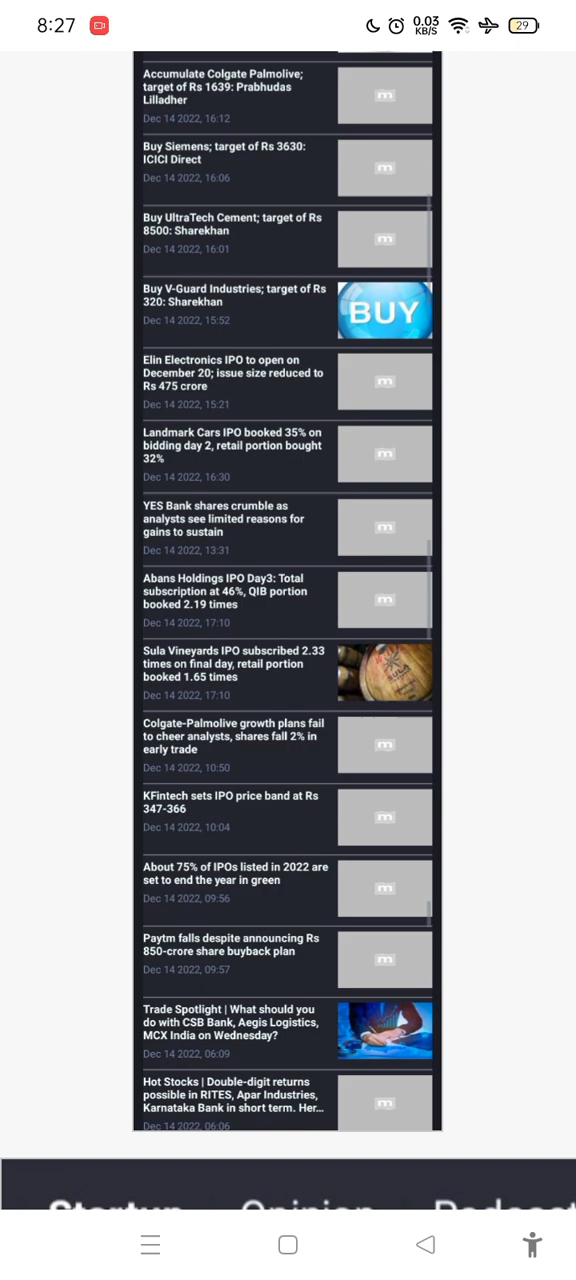 8:27
0.03
KB/S
29
Accumulate Colgate Palmolive;
target of Rs 1639: Prabhudas
Lilladher
Dec 14 2022, 16:12
m
Buy Siemens; target of Rs 3630:
ICICI Direct
Dec 14 2022, 16:06
m
Buy UltraTech Cement; target of Rs
8500: Sharekhan
Dec 14 2022, 16:01
m
Buy V-Guard Industries; target of Rs
320: Sharekhan
Dec 14 2022, 15:52
BUY
Elin Electronics IPO to open on
December 20; issue size reduced to
Rs 475 crore
Dec 14 2022, 15:21
m
Landmark Cars IPO booked 35% on
bidding day 2, retail portion bought
32%
Dec 14 2022, 16:30
m
YES Bank shares crumble as
analysts see limited reasons for
gains to sustain
Dec 14 2022, 13:31
m
Abans Holdings IPO Day3: Total
subscription at 46%, QIB portion
booked 2.19 times
Dec 14 2022, 17:10
m
Sula Vineyards IPO subscribed 2.33
times on final day, retail portion
booked 1.65 times
Dec 14 2022, 17:10
SULA
Colgate-Palmolive growth plans fail
to cheer analysts, shares fall 2% in
early trade
Dec 14 2022, 10:50
m
KFintech sets IPO price band at Rs
347-366
Dec 14 2022, 10:04
m
About 75% of IPOs listed in 2022 are
set to end the year in green
Dec 14 2022, 09:56
m
Paytm falls despite announcing Rs
850-crore share buyback plan
Dec 14 2022, 09:57
m
Trade Spotlight | What should you
do with CSB Bank, Aegis Logistics,
MCX India on Wednesday?
Dec 14 2022, 06:09
Hot Stocks | Double-digit returns
possible in RITES, Apar Industries,
Karnataka Bank in short term. Her...
Dec 14 2022, 06:06
m
Startup Opinion Podcast